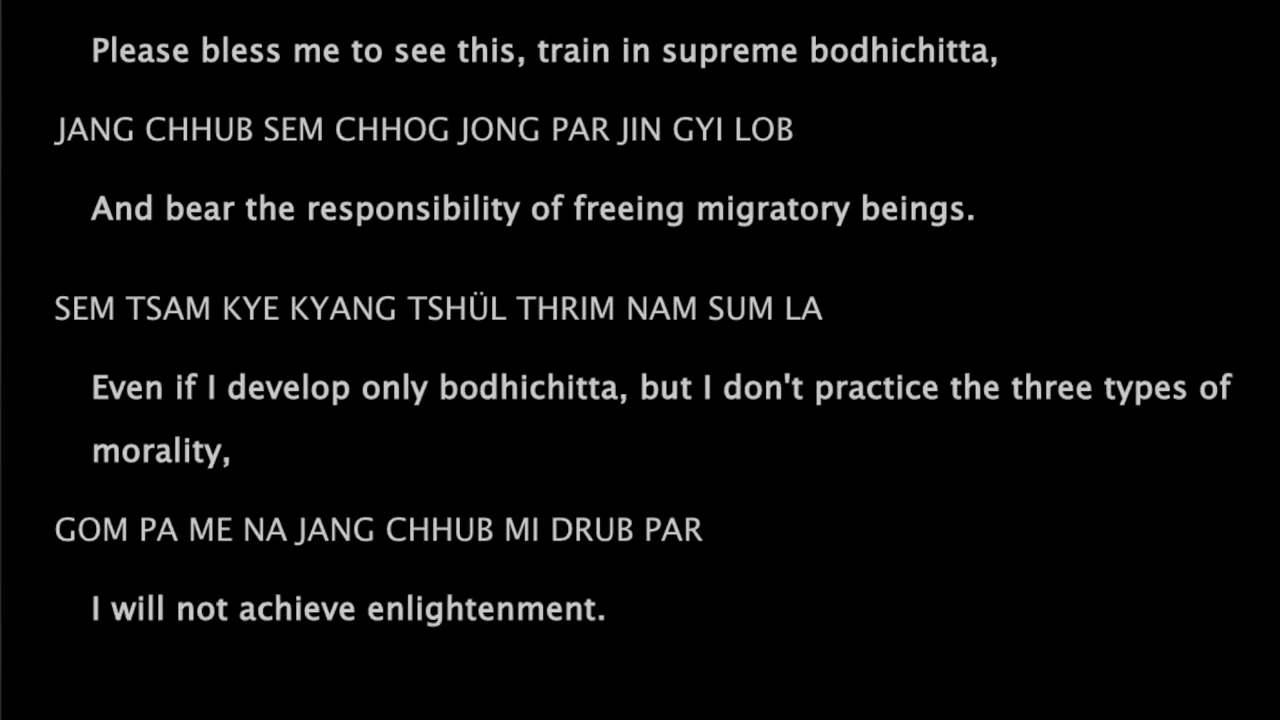 Please bless me to see this, train in supreme bodhichitta,
JANG CHHUB SEM CHHOG JONG PAR JIN GYI LOB
And bear the responsibility of freeing migratory beings.
SEM TSAM KYE KYANG TSHÜL THRIM NAM SUM LA
Even if I develop only bodhichitta, but I don't practice the three types of
morality,
GOM PA ME NA JANG CHHUB MI DRUB PAR
I will not achieve enlightenment.